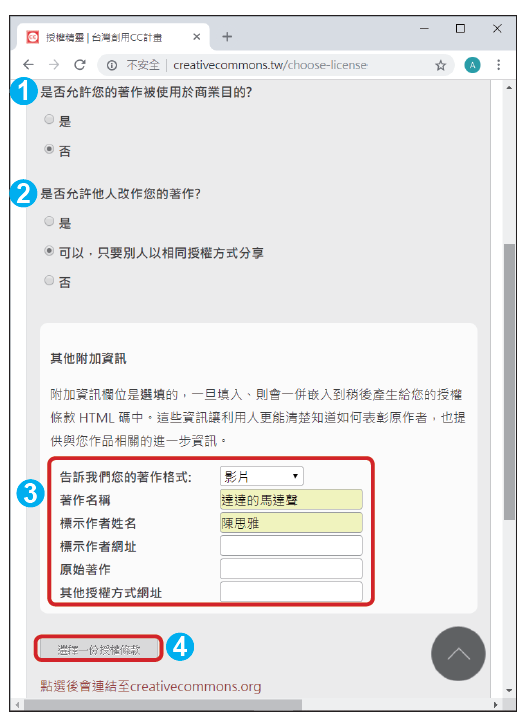 授權精靈 | 台灣創用CC計畫
不安全 | creativecommons.tw/choose-license
A
1 是否允許您的著作被使用於商業目的?
是
否
2 是否允許他人改作您的著作?
是
可以，只要別人以相同授權方式分享
否
其他附加資訊
附加資訊欄位是選填的，一旦填入、則會一併嵌入到稍後產生給您的授權
條款 HTML 碼中。這些資訊讓利用人更能清楚知道如何表彰原作者，也提
供與您作品相關的進一步資訊。
3
告訴我們您的著作格式: 影片
著作名稱 達達的馬達聲
標示作者姓名 陳思雅
標示作者網址
原始著作
其他授權方式網址
選擇一份授權條款 4
點選後會連結至creativecommons.org